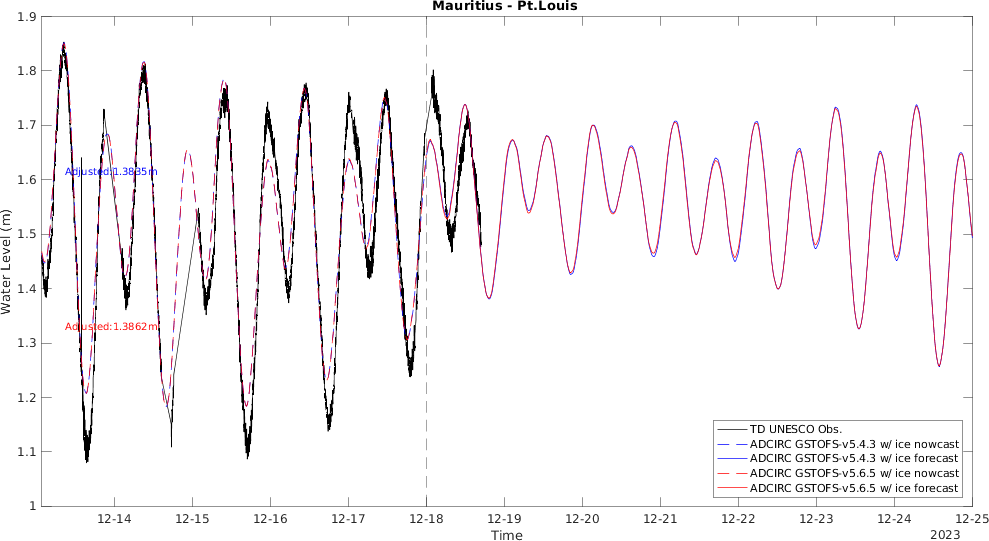 Mauritius - Pt.Louis
1.9
1.8
1.7
1.6
1.5
1.4
1.3
1.2
1.1
1
Water Level (m)
Adjusted:1.3835m
Adjusted:1.3862m
TD UNESCO Obs.
ADCIRC GSTOFS-v5.4.3 w/ ice nowcast
ADCIRC GSTOFS-v5.4.3 w/ ice forecast
ADCIRC GSTOFS-v5.6.5 w/ ice nowcast
ADCIRC GSTOFS-v5.6.5 w/ ice forecast
12-14 12-15 12-16 12-17 12-18 12-19 12-20 12-21 12-22 12-23 12-24 12-25
Time
2023